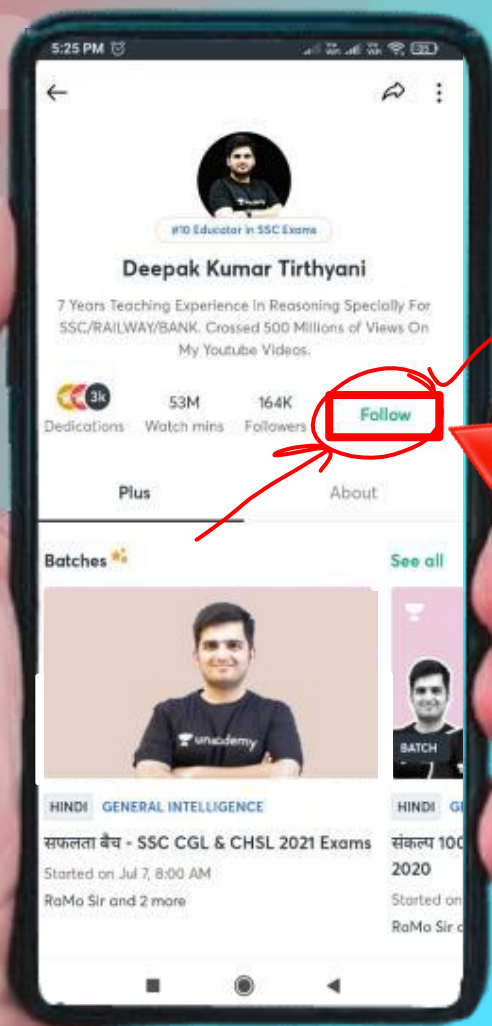 5:25 PM
#10 Educator in SSC Exams
Deepak Kumar Tirthyani
7 Years Teaching Experience In Reasoning Specially For
SSC/RAILWAY/BANK. Crossed 500 Millions of Views On
My Youtube Videos.
3k
53M
164K
Follow
Dedications
Watch mins
Followers
Plus
About
Batches
See all
unacademy
BATCH
HINDI GENERAL INTELLIGENCE
HINDI
सफलता बैच - SSC CGL & CHSL 2021 Exams
संकल्प 100
2020
Started on Jul 7, 8:00 AM
Started on
RaMo Sir and 2 more
RaMo Sir